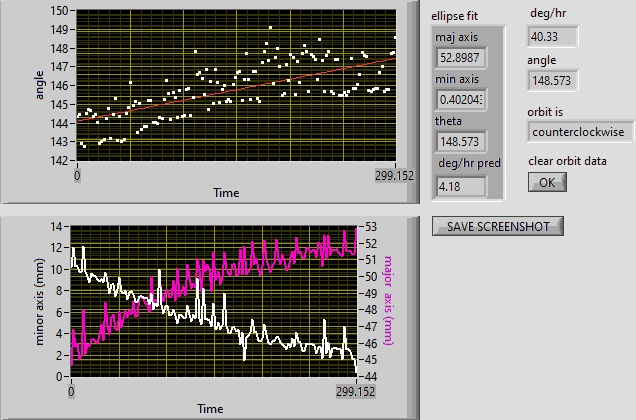 150
149
148
147
146
145
144
143
142
angle
0
299.152
Time
ellipse fit
maj axis
52.8987
min axis
0.40204
theta
148.573
deg/hr pred
4.18
deg/hr
40.33
angle
148.573
orbit is
counterclockwise
clear orbit data
OK
SAVE SCREENSHOT
14
12
10
8
6
4
2
0
minor axis (mm)
53
52
51
50
49
48
47
46
45
44
major axis (mm)
0
299.152
Time